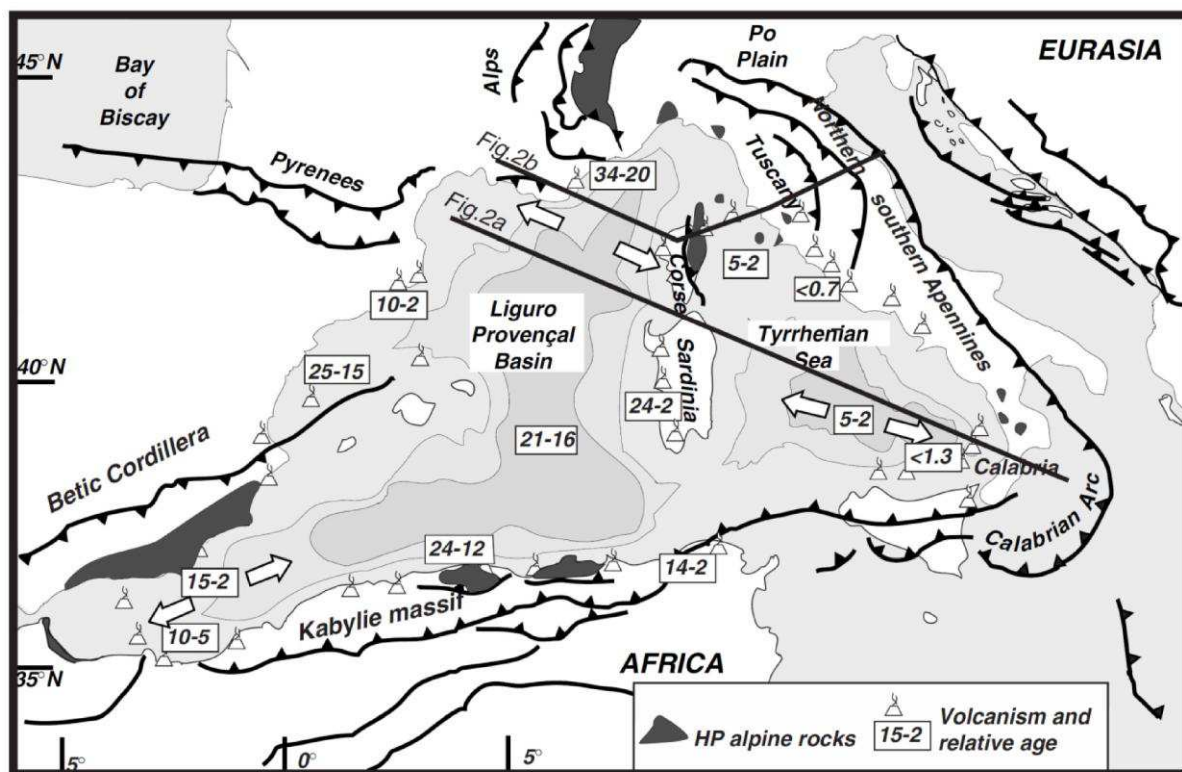 45°N
Bay
of
Biscay
Alps
Po
Plain
EURASIA
Pyrenees
Fig.2b
34-20
Tuscany
Northern
southern Apennines
Fig.2a
10-2
Liguro
Provençal
Basin
Corse
5-2
<0.7
40°N
25-15
Sardinia
Tyrrhenian
Sea
24-2
5-2
21-16
<1.3
Betic Cordillera
Calabria
Calabrian Arc
24-12
14-2
15-2
Kabylie massif
10-5
35°N
AFRICA
HP alpine rocks
15-2
Volcanism and
relative age
5°
0°
5